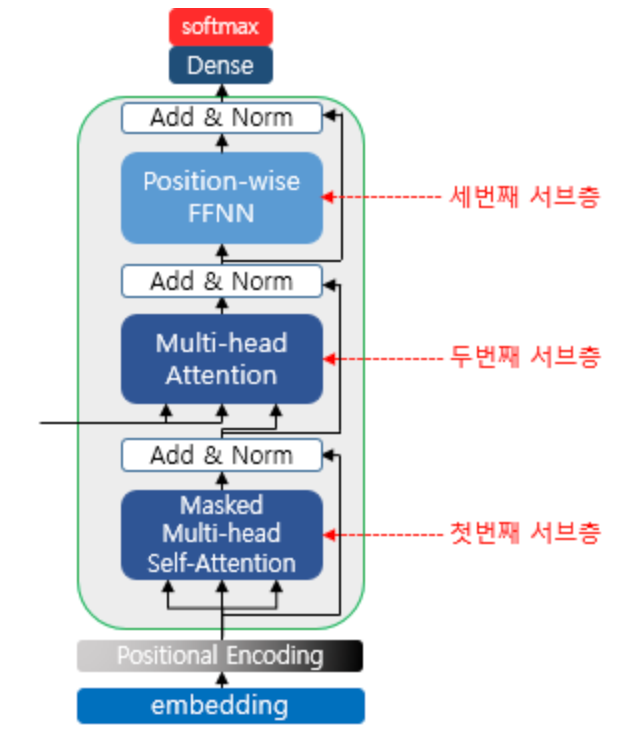 softmax
Dense
Add & Norm
Position-wise
FFNN
세번째 서브층
Add & Norm
Multi-head
Attention
두번째 서브층
Add & Norm
Masked
Multi-head
Self-Attention
첫번째 서브층
Positional Encoding
embedding